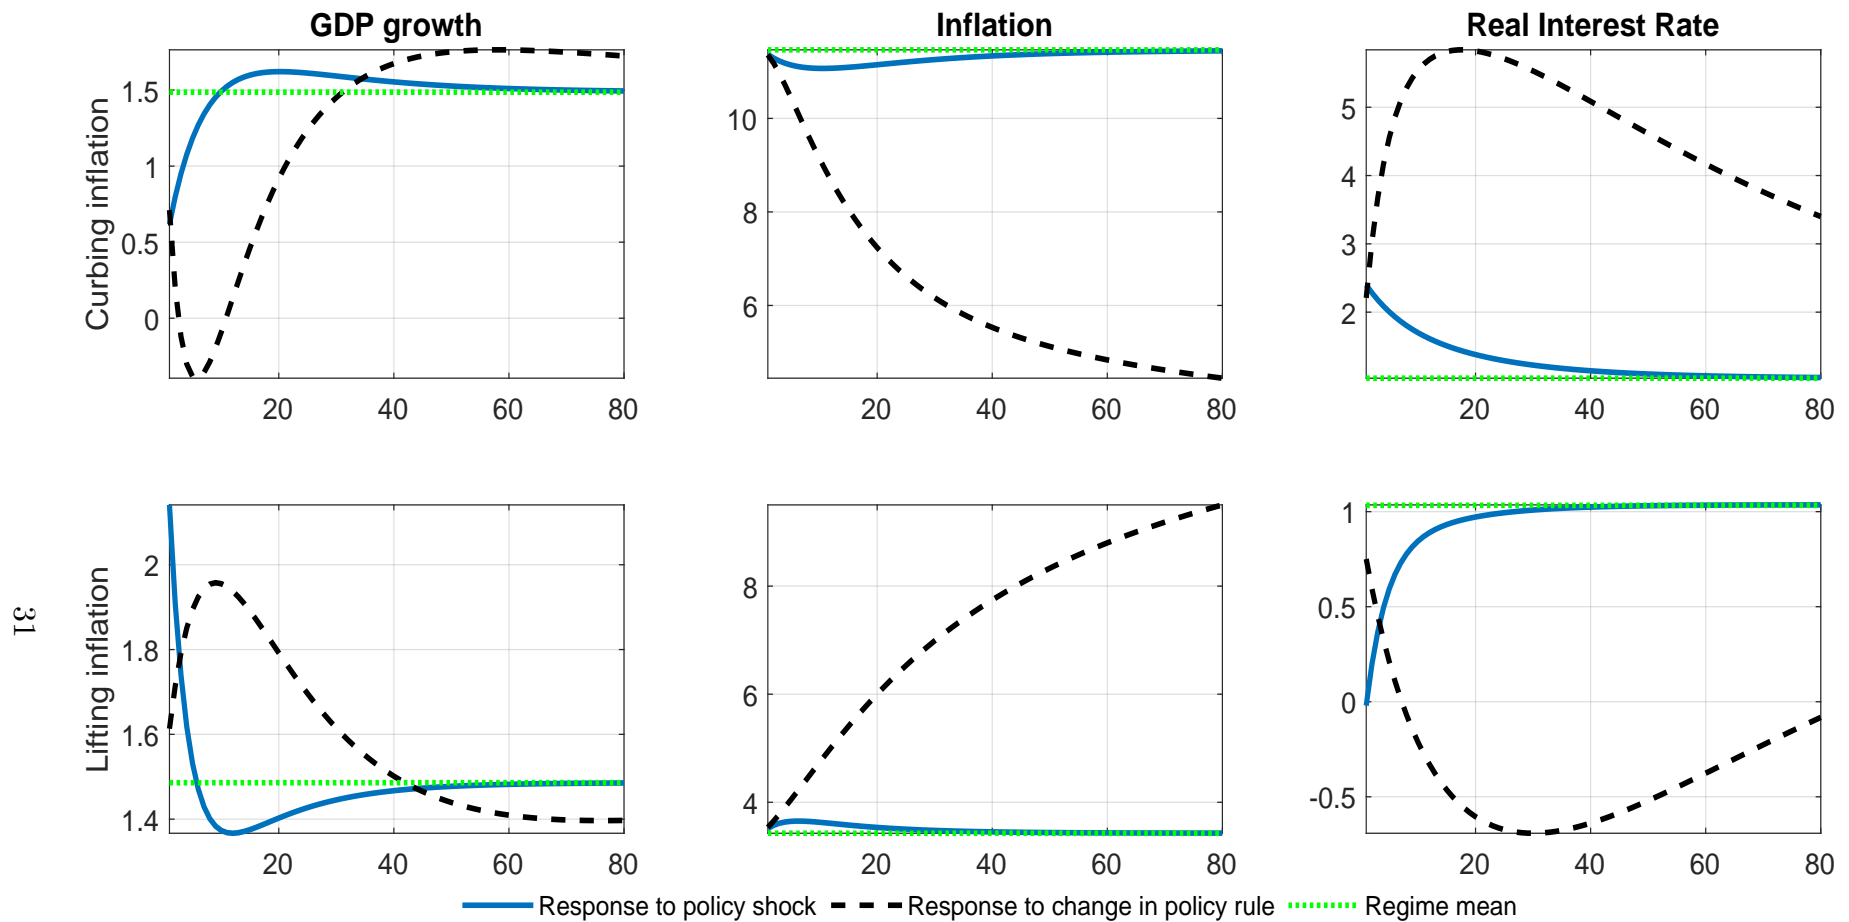 GDP growth
Inflation
Real Interest Rate
Curbing inflation
1.5
1
0.5
0
20 40 60 80
10
8
6
20 40 60 80
5
4
3
2
20 40 60 80
Lifting inflation
2
1.8
1.6
1.4
20 40 60 80
8
6
4
20 40 60 80
1
0.5
0
-0.5
20 40 60 80
Response to policy shock Response to change in policy rule Regime mean
31